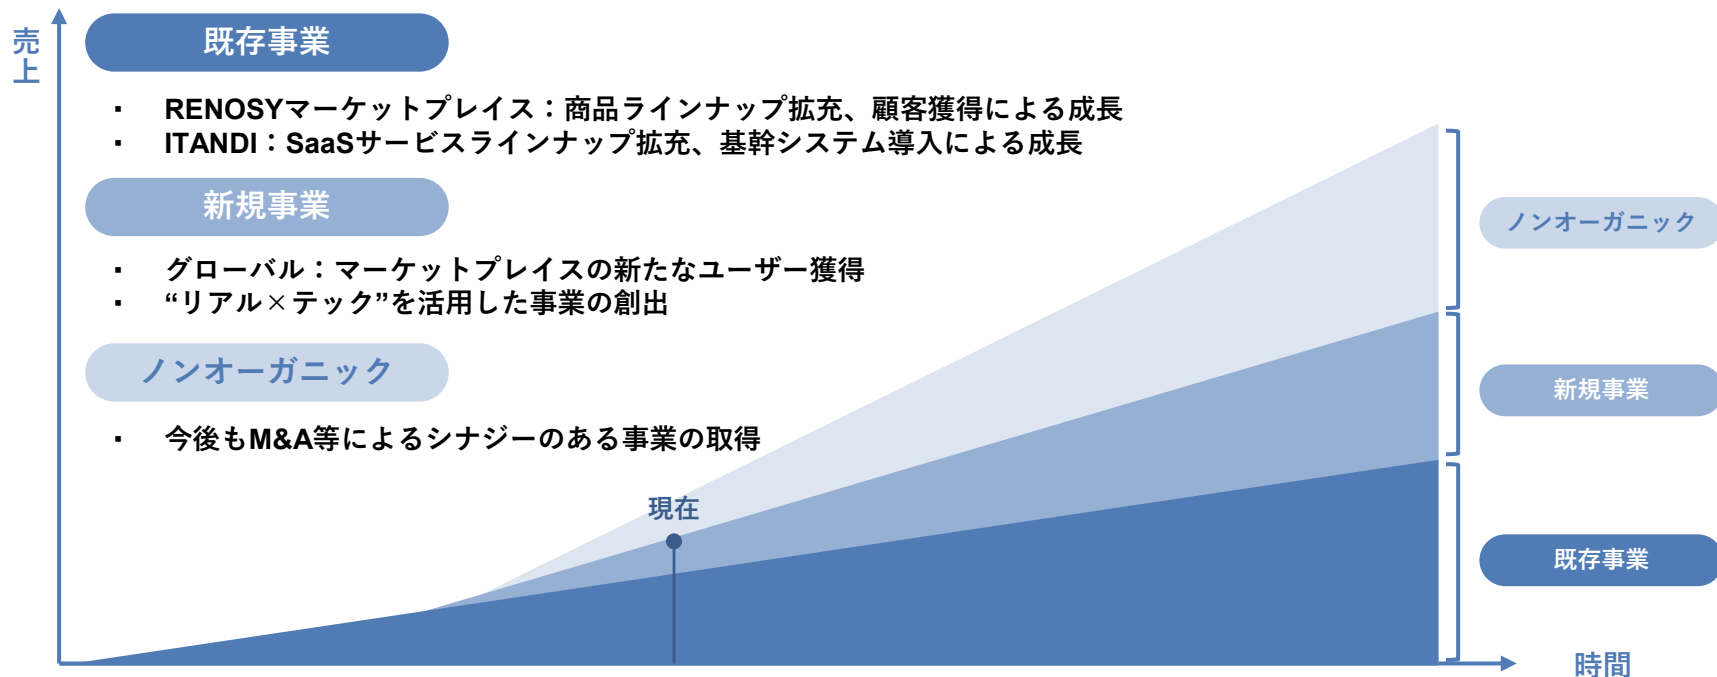 売上
既存事業
▪ RENOSYマーケットプレイス：商品ラインナップ拡充、顧客獲得による成長
▪ ITANDI：SaaSサービスラインナップ拡充、基幹システム導入による成長
新規事業
▪ グローバル：マーケットプレイスの新たなユーザー獲得
▪ “リアル×テック”を活用した事業の創出
ノンオーガニック
▪ 今後もM&A等によるシナジーのある事業の取得
現在
ノンオーガニック
新規事業
既存事業
時間